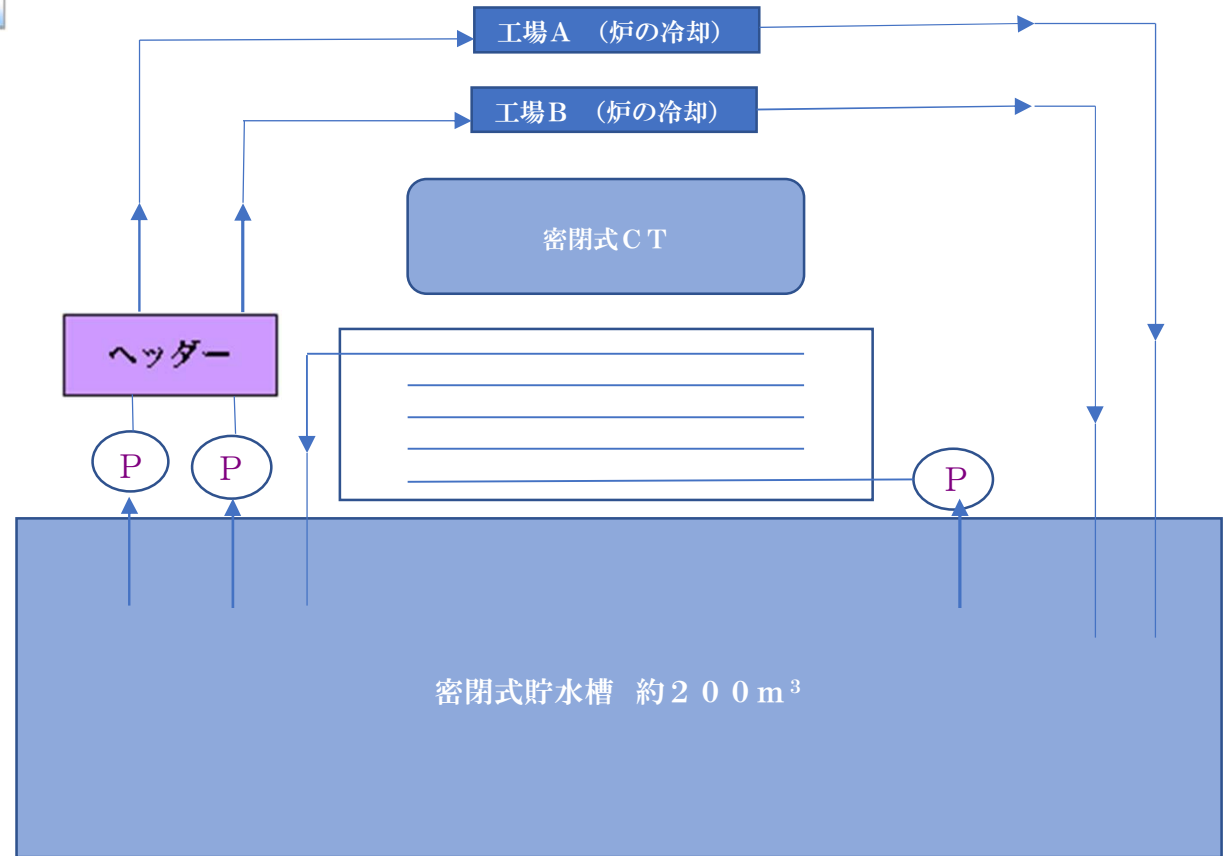 工場Ａ　（炉の冷却）
工場Ｂ　（炉の冷却）
密閉式ＣＴ
ヘッダー
Ｐ
Ｐ
Ｐ
密閉式貯水槽　約２００ｍ³